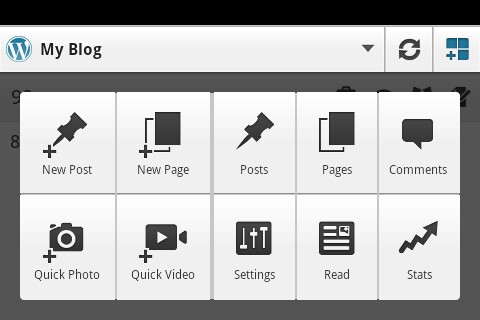 My Blog
New Post
New Page
Posts
Pages
Comments
Quick Photo
Quick Video
Settings
Read
Stats